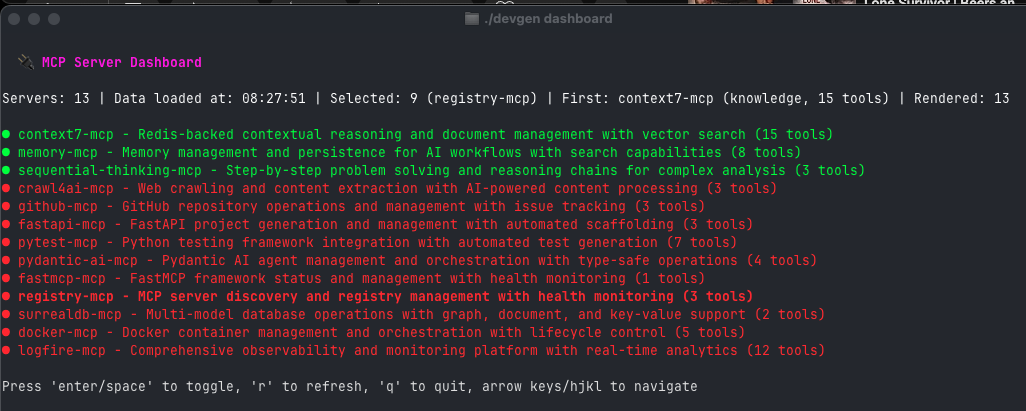 ./devgen dashboard
MCP Server Dashboard
Servers: 13 | Data loaded at: 08:27:51 | Selected: 9 (registry-mcp) | First: context7-mcp (knowledge, 15 tools) | Rendered: 13
context7-mcp - Redis-backed contextual reasoning and document management with vector search (15 tools)
memory-mcp - Memory management and persistence for AI workflows with search capabilities (8 tools)
sequential-thinking-mcp - Step-by-step problem solving and reasoning chains for complex analysis (3 tools)
crawl4ai-mcp - Web crawling and content extraction with AI-powered content processing (3 tools)
github-mcp - GitHub repository operations and management with issue tracking (3 tools)
fastapi-mcp - FastAPI project generation and management with automated scaffolding (3 tools)
pytest-mcp - Python testing framework integration with automated test generation (7 tools)
pydantic-ai-mcp - Pydantic AI agent management and orchestration with type-safe operations (4 tools)
fastmcp-mcp - FastMCP framework status and management with health monitoring (1 tools)
registry-mcp - MCP server discovery and registry management with health monitoring (3 tools)
surrealdb-mcp - Multi-model database operations with graph, document, and key-value support (2 tools)
docker-mcp - Docker container management and orchestration with lifecycle control (5 tools)
logfire-mcp - Comprehensive observability and monitoring platform with real-time analytics (12 tools)
Press 'enter/space' to toggle, 'r' to refresh, 'q' to quit, arrow keys/hjkl to navigate